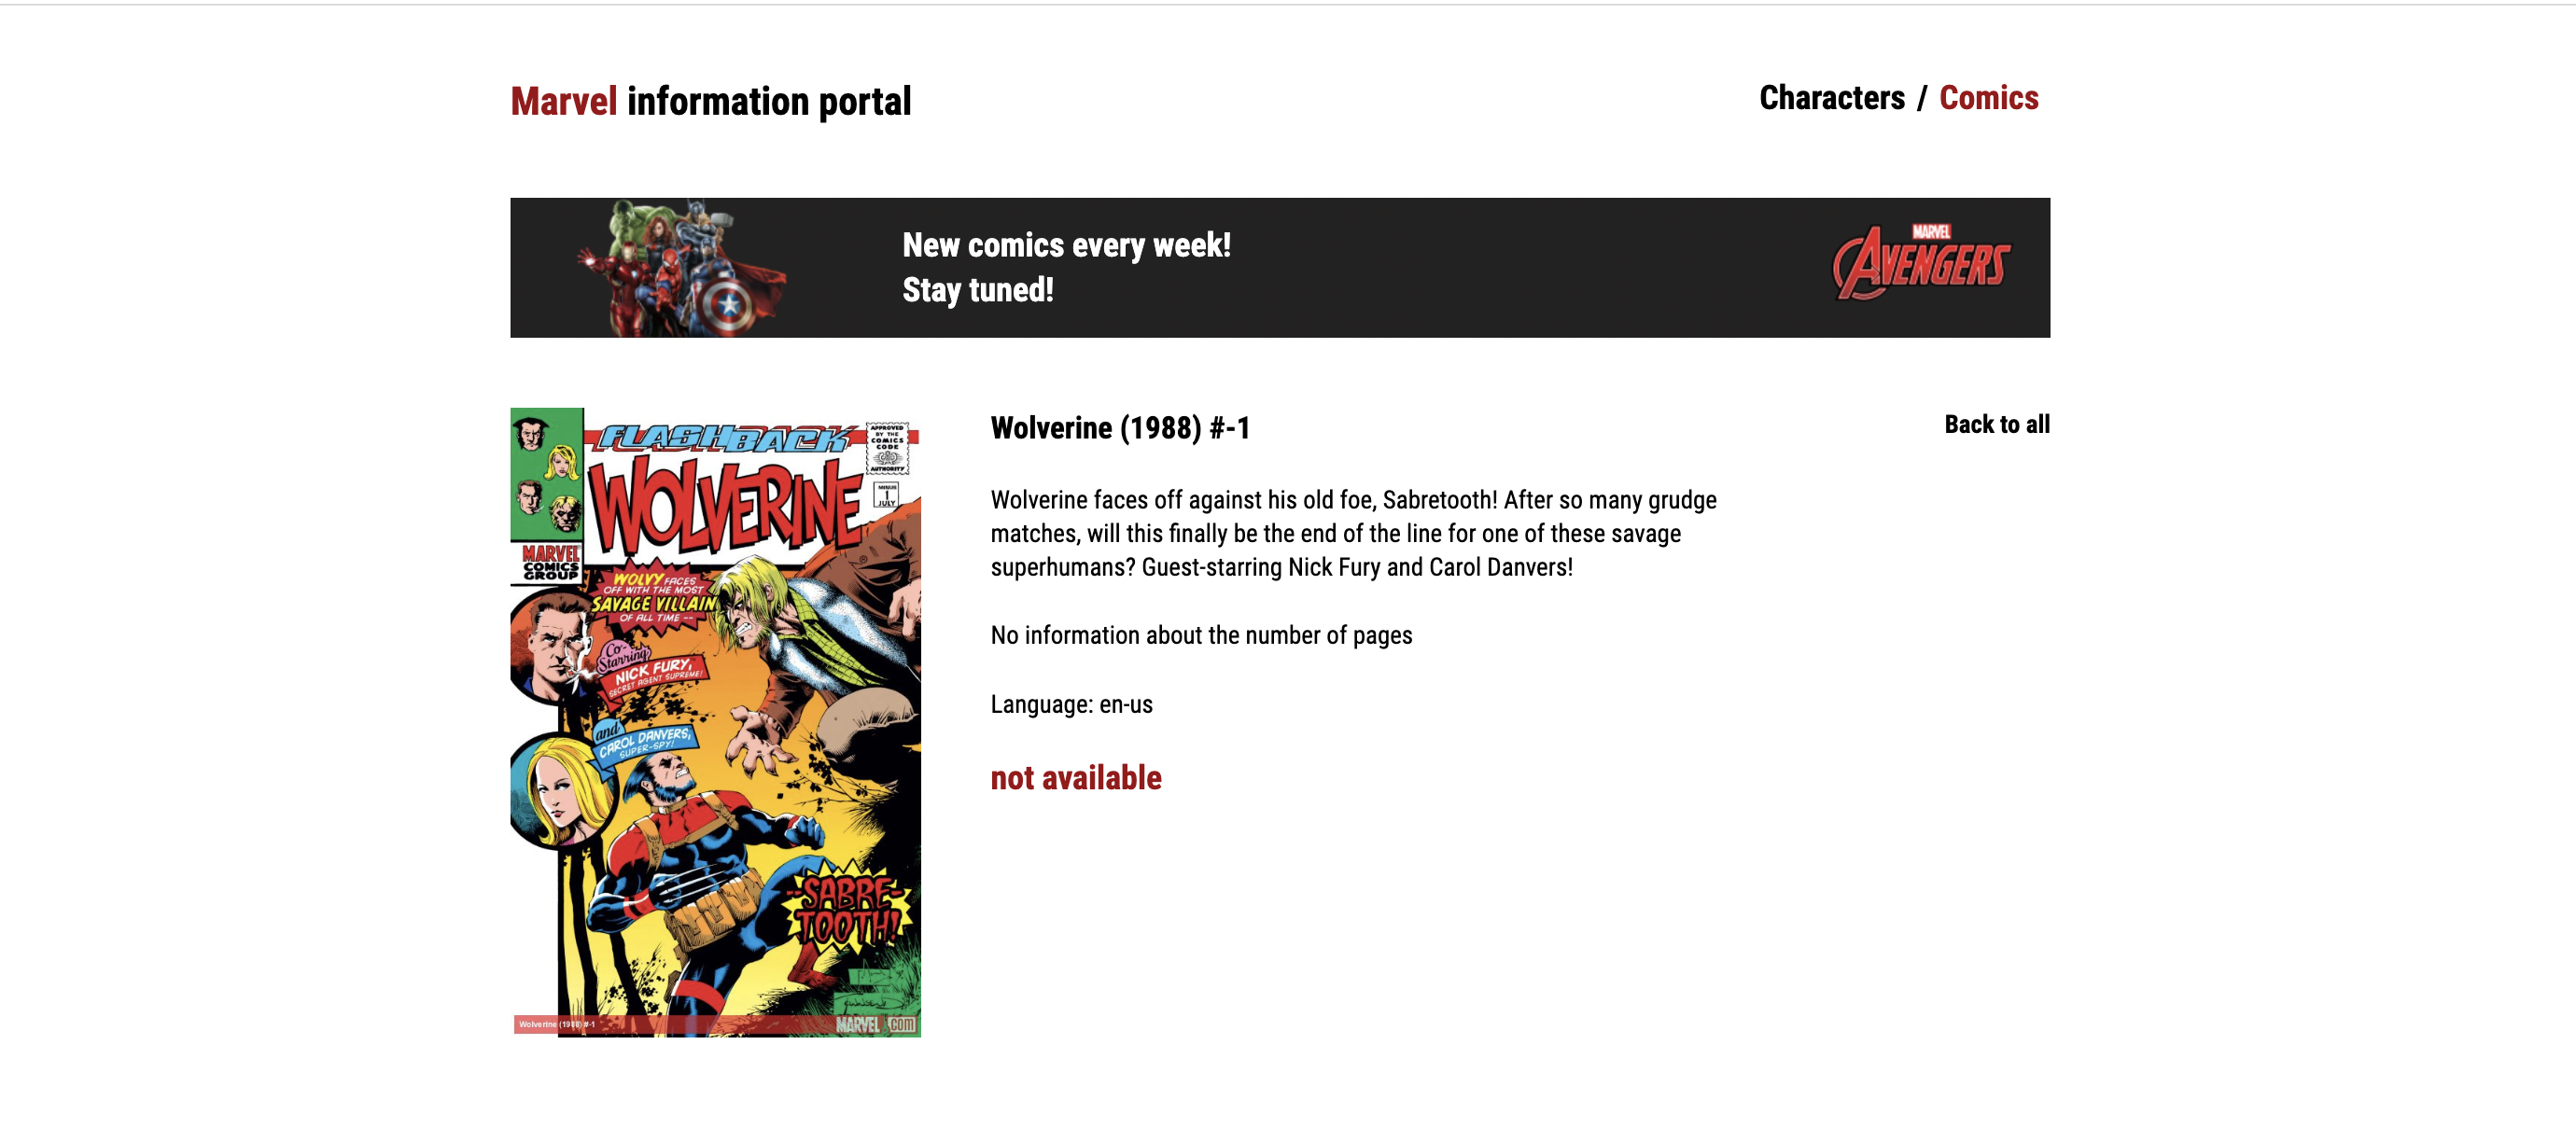 Marvel information portal
Characters / Comics
New comics every week!
Stay tuned!
MARVEL
AVENGERS
FLASHBACK
APPROVED
BY THE
COMICS
CODE
AUTHORITY
WOLVERINE
MINUS
1
JULY
MARVEL
COMICS
GROUP
WOLVY FACES
OFF WITH THE MOST
SAVAGE VILLAIN
OF ALL TIME --
Co-
Starring
NICK FURY,
SECRET AGENT SUPREME!
and
CAROL DANVERS,
SUPER-SPY!
--SABRE-
TOOTH!
Wolverine (1988) #-1
MARVEL.com
Wolverine (1988) #-1
Back to all
Wolverine faces off against his old foe, Sabretooth! After so many grudge
matches, will this finally be the end of the line for one of these savage
superhumans? Guest-starring Nick Fury and Carol Danvers!
No information about the number of pages
Language: en-us
not available